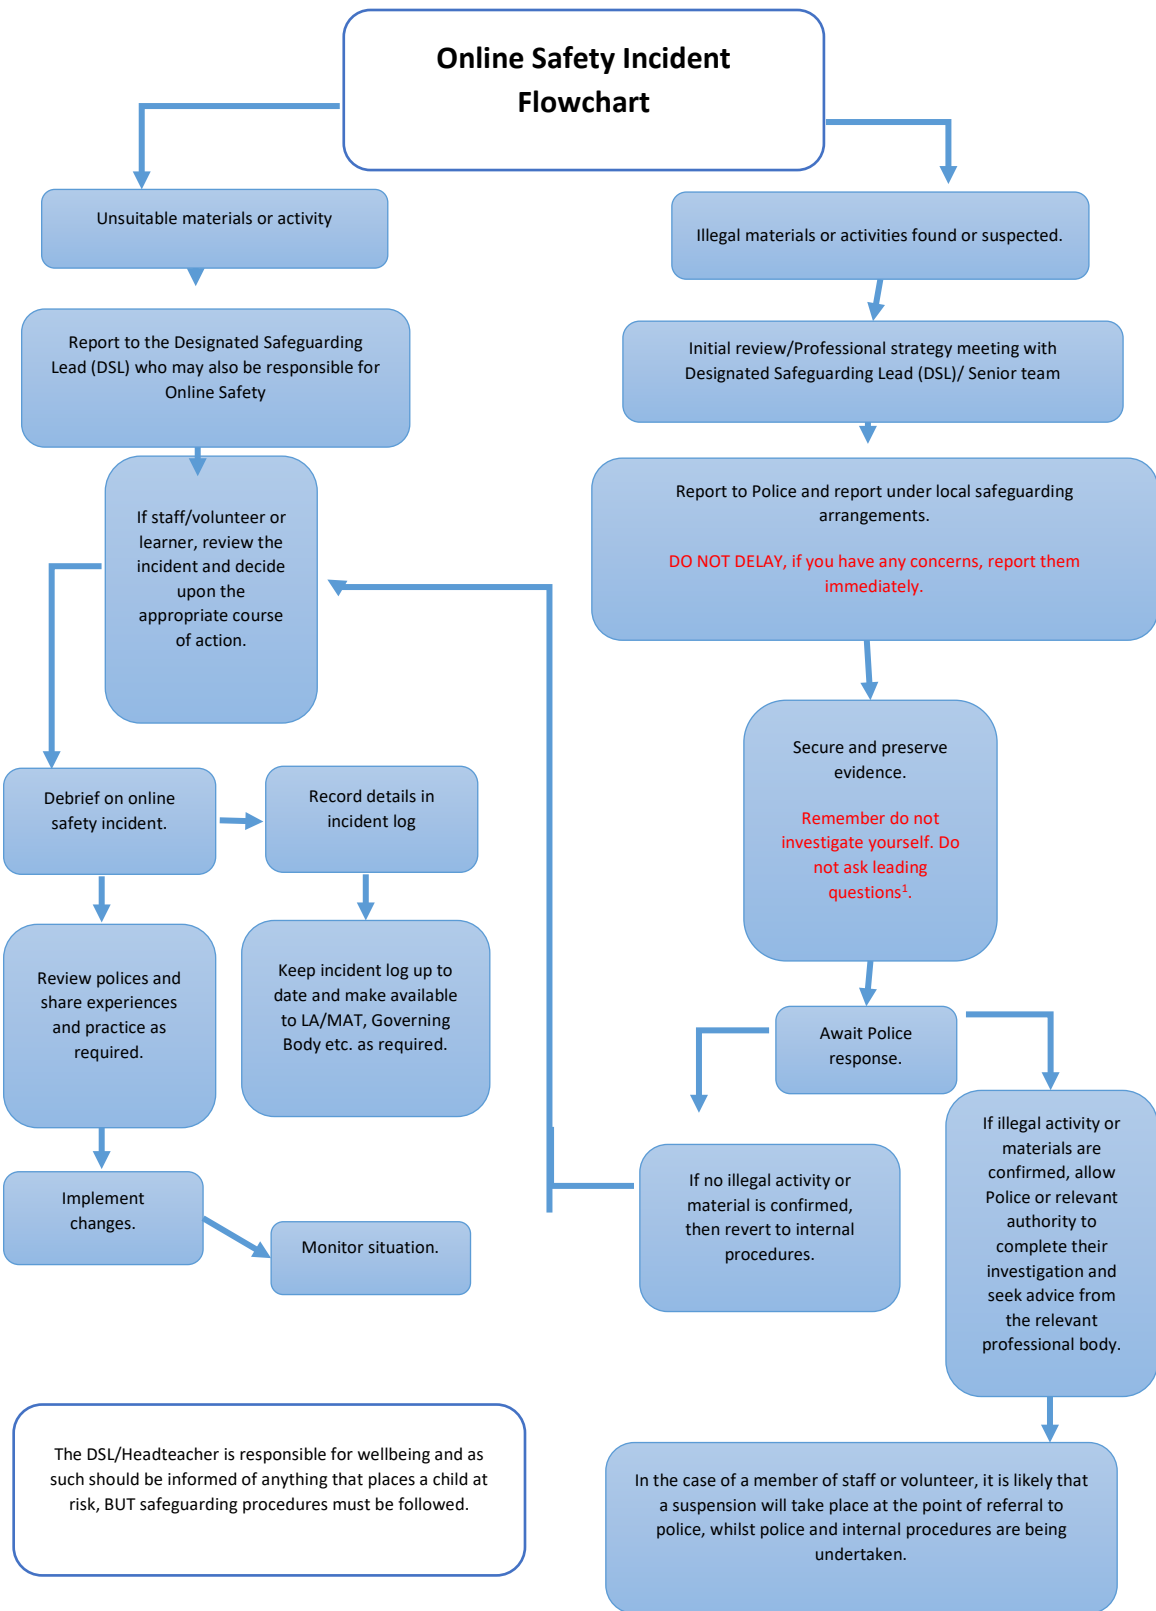 Online Safety Incident
Flowchart
Unsuitable materials or activity
Report to the Designated Safeguarding
Lead (DSL) who may also be responsible for
Online Safety
If staff/volunteer or
learner, review the
incident and decide
upon the
appropriate course
of action.
Debrief on online
safety incident.
Record details in
incident log
Review polices and
share experiences
and practice as
required.
Keep incident log up to
date and make available
to LA/MAT, Governing
Body etc. as required.
Implement
changes.
Monitor situation.
Illegal materials or activities found or suspected.
Initial review/Professional strategy meeting with
Designated Safeguarding Lead (DSL)/ Senior team
Report to Police and report under local safeguarding
arrangements.
DO NOT DELAY, if you have any concerns, report them
immediately.
Secure and preserve
evidence.
Remember do not
investigate yourself. Do
not ask leading
questions¹.
Await Police
response.
If no illegal activity or
material is confirmed,
then revert to internal
procedures.
If illegal activity or
materials are
confirmed, allow
Police or relevant
authority to
complete their
investigation and
seek advice from
the relevant
professional body.
In the case of a member of staff or volunteer, it is likely that
a suspension will take place at the point of referral to
police, whilst police and internal procedures are being
undertaken.
The DSL/Headteacher is responsible for wellbeing and as
such should be informed of anything that places a child at
risk, BUT safeguarding procedures must be followed.